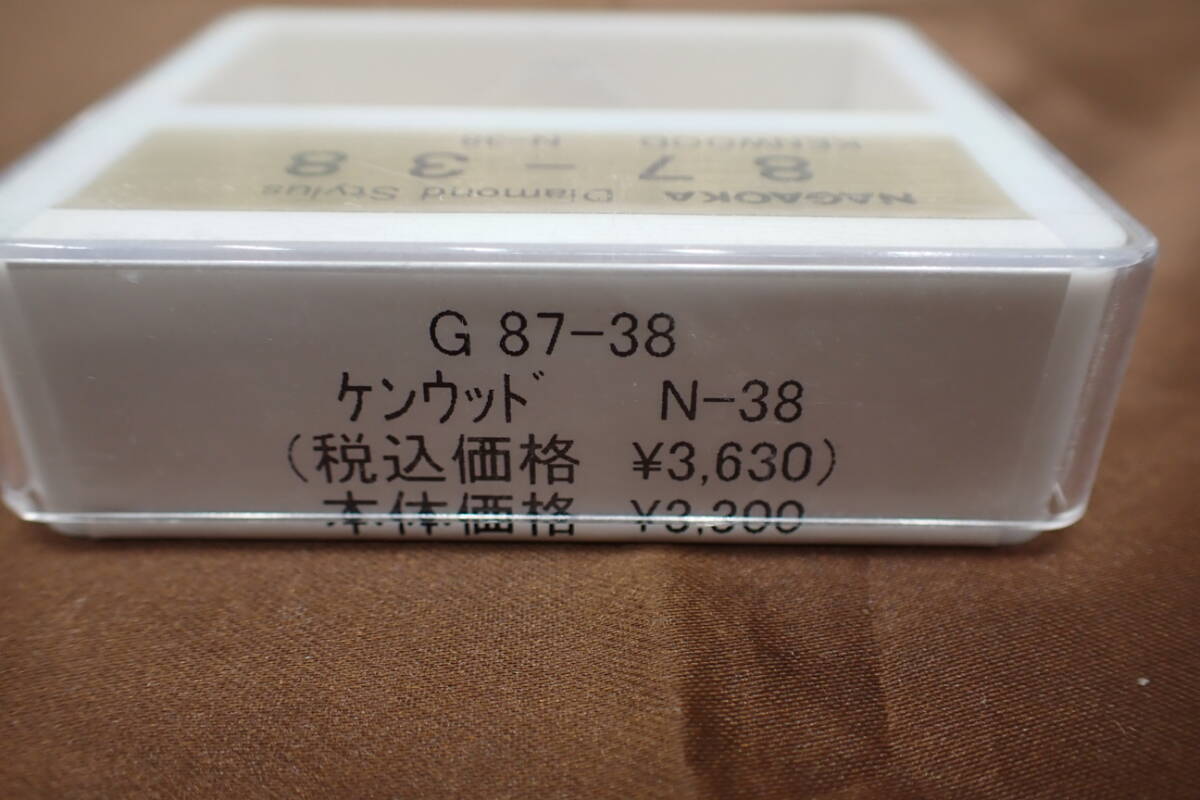 KENWOOD N-38
87-38
NAGAOKA Diamond Stylus
G 87-38
ｹﾝｳｯﾄﾞ N-38
(税込価格 ¥3,630)
本体価格 ¥3,300